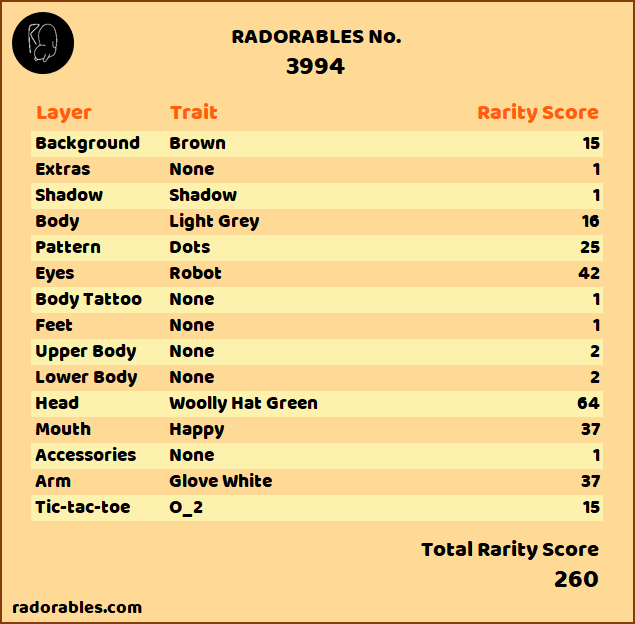 RADORABLES No.
3994
Layer Trait Rarity Score
Background Brown 15
Extras None 1
Shadow Shadow 1
Body Light Grey 16
Pattern Dots 25
Eyes Robot 42
Body Tattoo None 1
Feet None 1
Upper Body None 2
Lower Body None 2
Head Woolly Hat Green 64
Mouth Happy 37
Accessories None 1
Arm Glove White 37
Tic-tac-toe O_2 15
Total Rarity Score
260
radorables.com